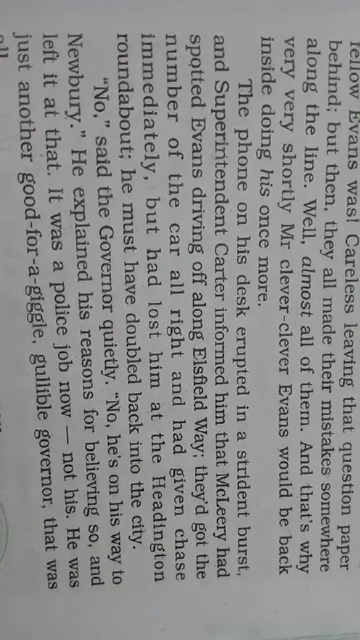 fellow Evans was! Careless leaving that question paper
behind; but then, they all made their mistakes somewhere
along the line. Well, almost all of them. And that's why
very very shortly Mr clever-clever Evans would be back
inside doing his once more.
The phone on his desk erupted in a strident burst,
and Superintendent Carter informed him that McLeery had
spotted Evans driving off along Elsfield Way; they'd got the
number of the car all right and had given chase
immediately, but had lost him at the Headington
roundabout; he must have doubled back into the city.
"No," said the Governor quietly. "No, he's on his way to
Newbury." He explained his reasons for believing so, and
left it at that. It was a police job now — not his. He was
just another good-for-a-giggle, gullible governor, that was
all